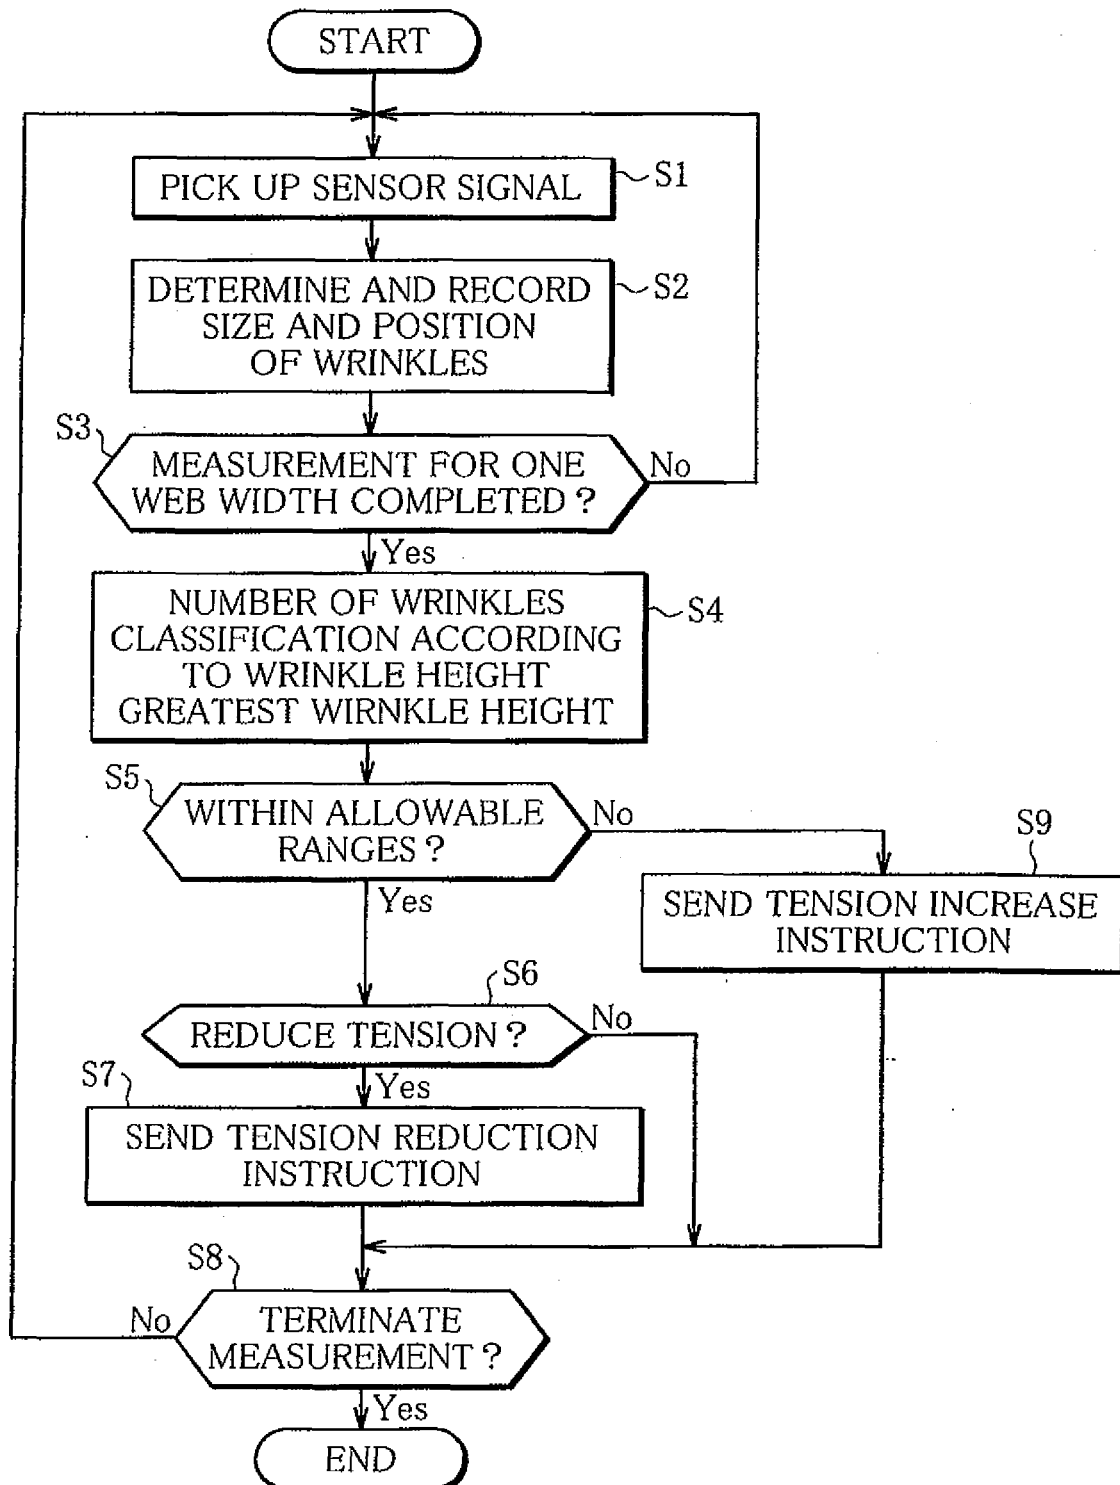 START
PICK UP SENSOR SIGNAL
S1
DETERMINE AND RECORD
SIZE AND POSITION
OF WRINKLES
S2
S3
MEASUREMENT FOR ONE
WEB WIDTH COMPLETED?
No
Yes
NUMBER OF WRINKLES
CLASSIFICATION ACCORDING
TO WRINKLE HEIGHT
GREATEST WIRNKLE HEIGHT
S4
S5
WITHIN ALLOWABLE
RANGES?
No
Yes
S9
SEND TENSION INCREASE
INSTRUCTION
S6
REDUCE TENSION?
No
Yes
S7
SEND TENSION REDUCTION
INSTRUCTION
S8
TERMINATE
MEASUREMENT?
No
Yes
END